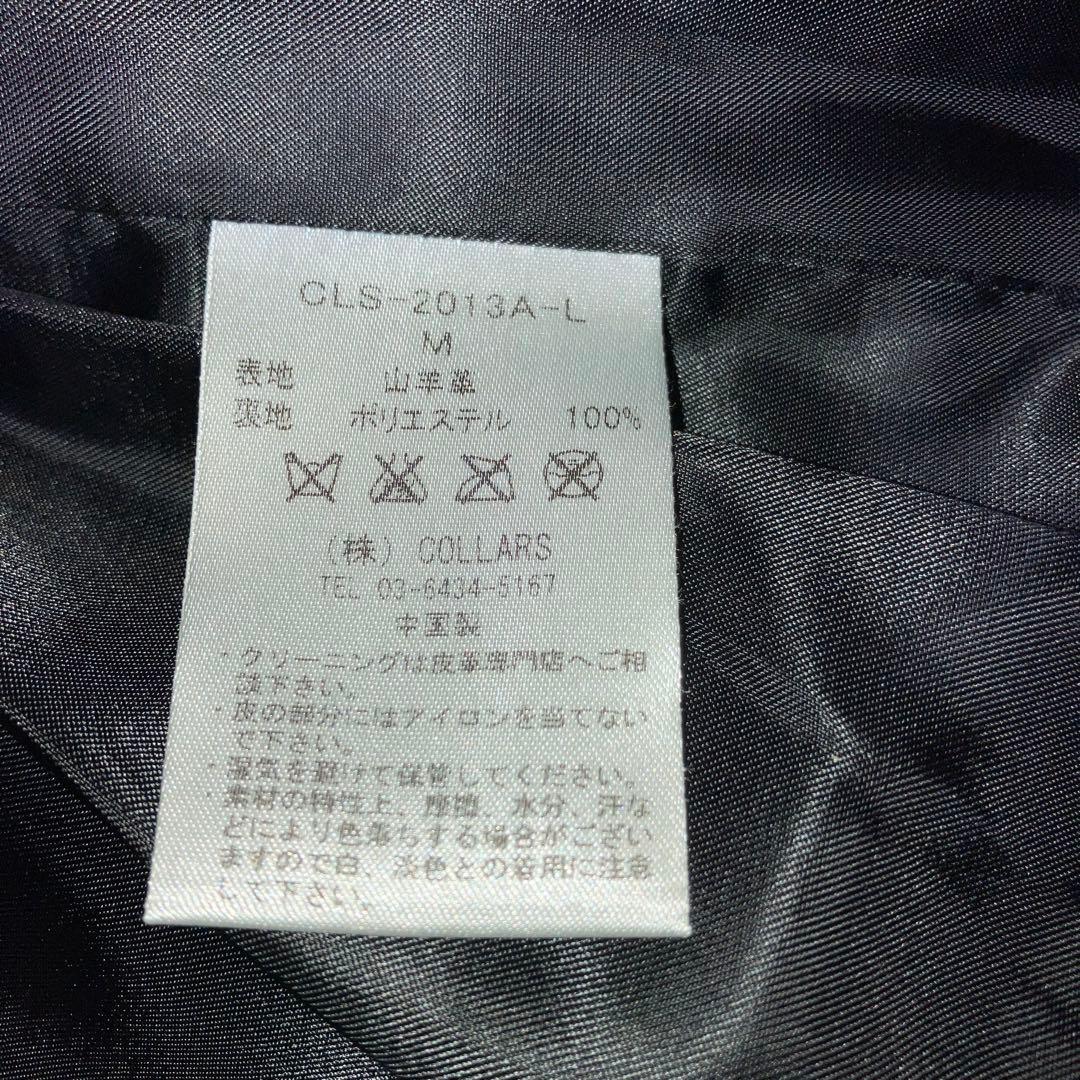 CLS-2013A-L
M
表地 山羊革
裏地 ポリエステル 100%
(株) COLLARS
TEL 03-6434-5167
中国製
・クリーニングは皮革専門店へご相
談下さい。
・皮の部分にはアイロンを当てない
で下さい。
・湿気を避けて保管してください。
・素材の特性上、摩擦、水分、汗な
どにより色落ちする場合がござい
ますので白、淡色との着用に注意
して下さい。